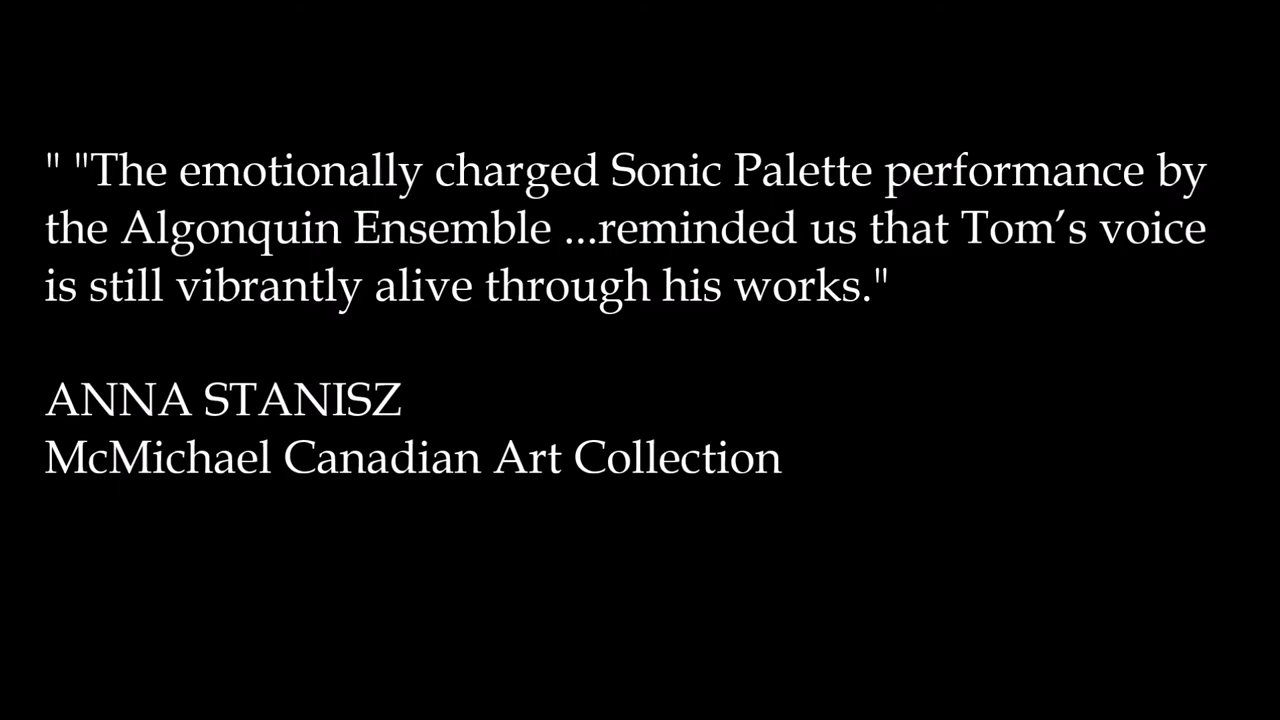 " "The emotionally charged Sonic Palette performance by
the Algonquin Ensemble ...reminded us that Tom’s voice
is still vibrantly alive through his works."
ANNA STANISZ
McMichael Canadian Art Collection